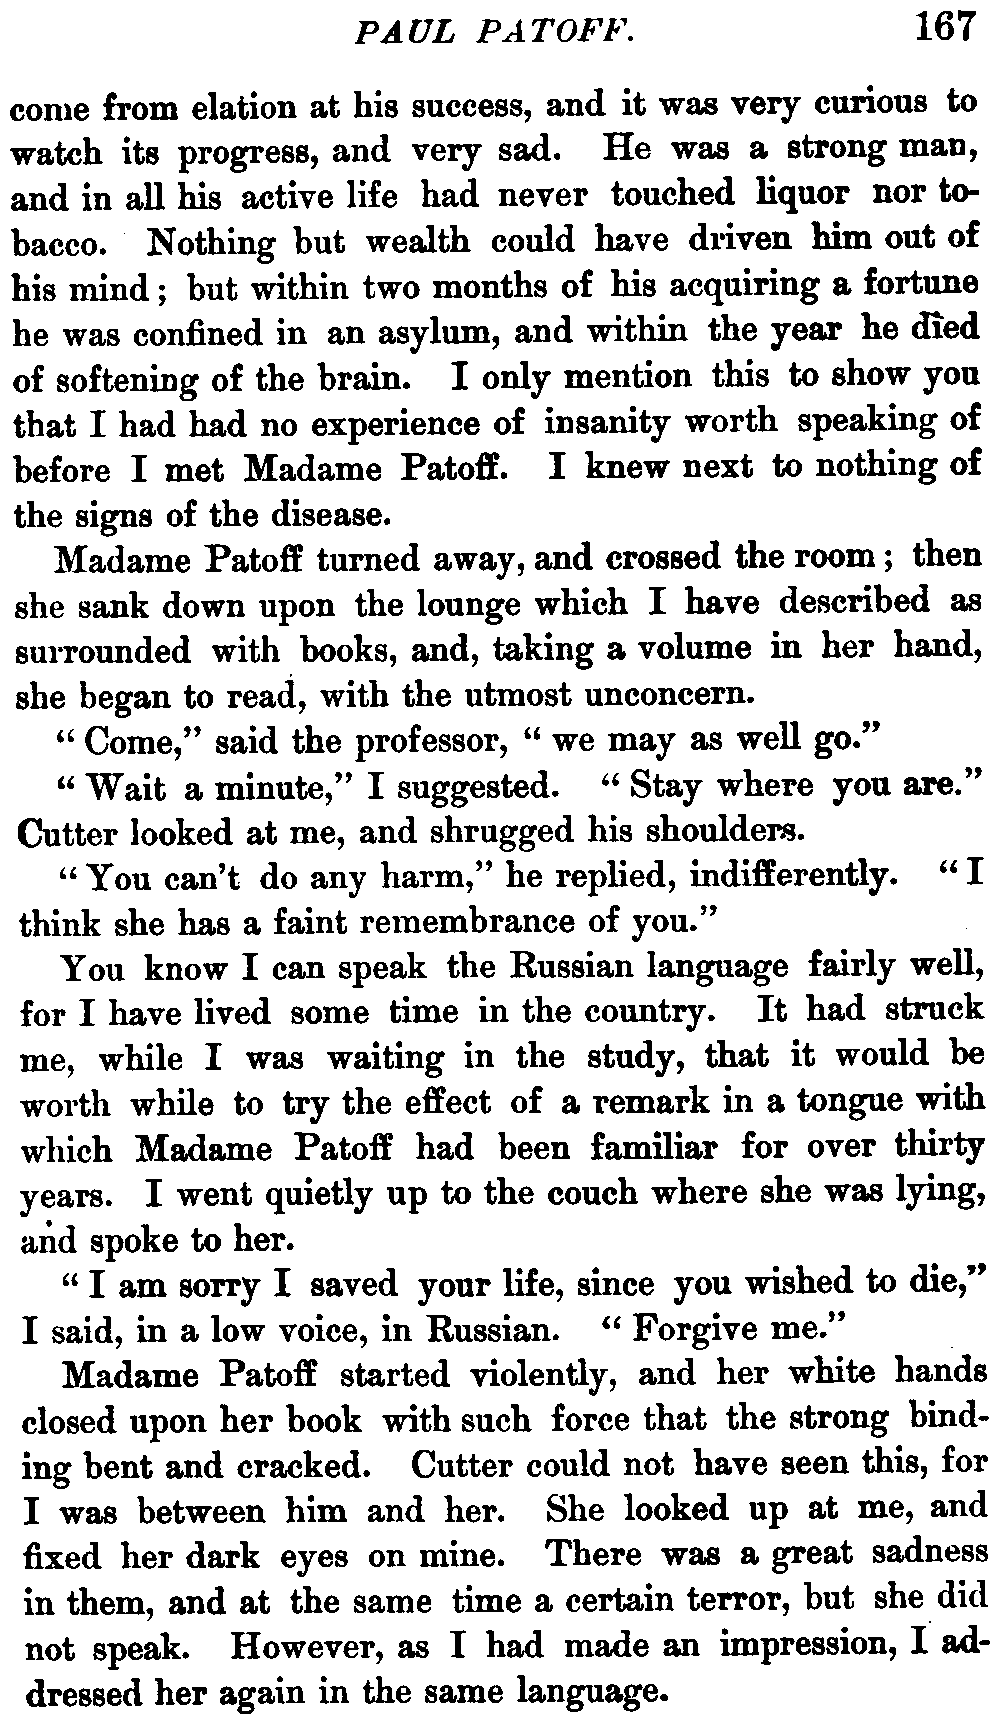 PAUL PATOFF. 167
come from elation at his success, and it was very curious to
watch its progress, and very sad. He was a strong man,
and in all his active life had never touched liquor nor to-
bacco. Nothing but wealth could have driven him out of
his mind; but within two months of his acquiring a fortune
he was confined in an asylum, and within the year he died
of softening of the brain. I only mention this to show you
that I had had no experience of insanity worth speaking of
before I met Madame Patoff. I knew next to nothing of
the signs of the disease.
Madame Patoff turned away, and crossed the room; then
she sank down upon the lounge which I have described as
surrounded with books, and, taking a volume in her hand,
she began to read, with the utmost unconcern.
"Come," said the professor, "we may as well go."
"Wait a minute," I suggested. "Stay where you are."
Cutter looked at me, and shrugged his shoulders.
"You can't do any harm," he replied, indifferently. "I
think she has a faint remembrance of you."
You know I can speak the Russian language fairly well,
for I have lived some time in the country. It had struck
me, while I was waiting in the study, that it would be
worth while to try the effect of a remark in a tongue with
which Madame Patoff had been familiar for over thirty
years. I went quietly up to the couch where she was lying,
and spoke to her.
"I am sorry I saved your life, since you wished to die,"
I said, in a low voice, in Russian. "Forgive me."
Madame Patoff started violently, and her white hands
closed upon her book with such force that the strong bind-
ing bent and cracked. Cutter could not have seen this, for
I was between him and her. She looked up at me, and
fixed her dark eyes on mine. There was a great sadness
in them, and at the same time a certain terror, but she did
not speak. However, as I had made an impression, I ad-
dressed her again in the same language.